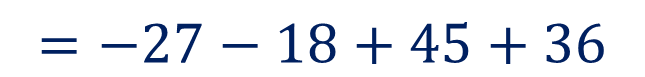 = −27 − 18 + 45 + 36